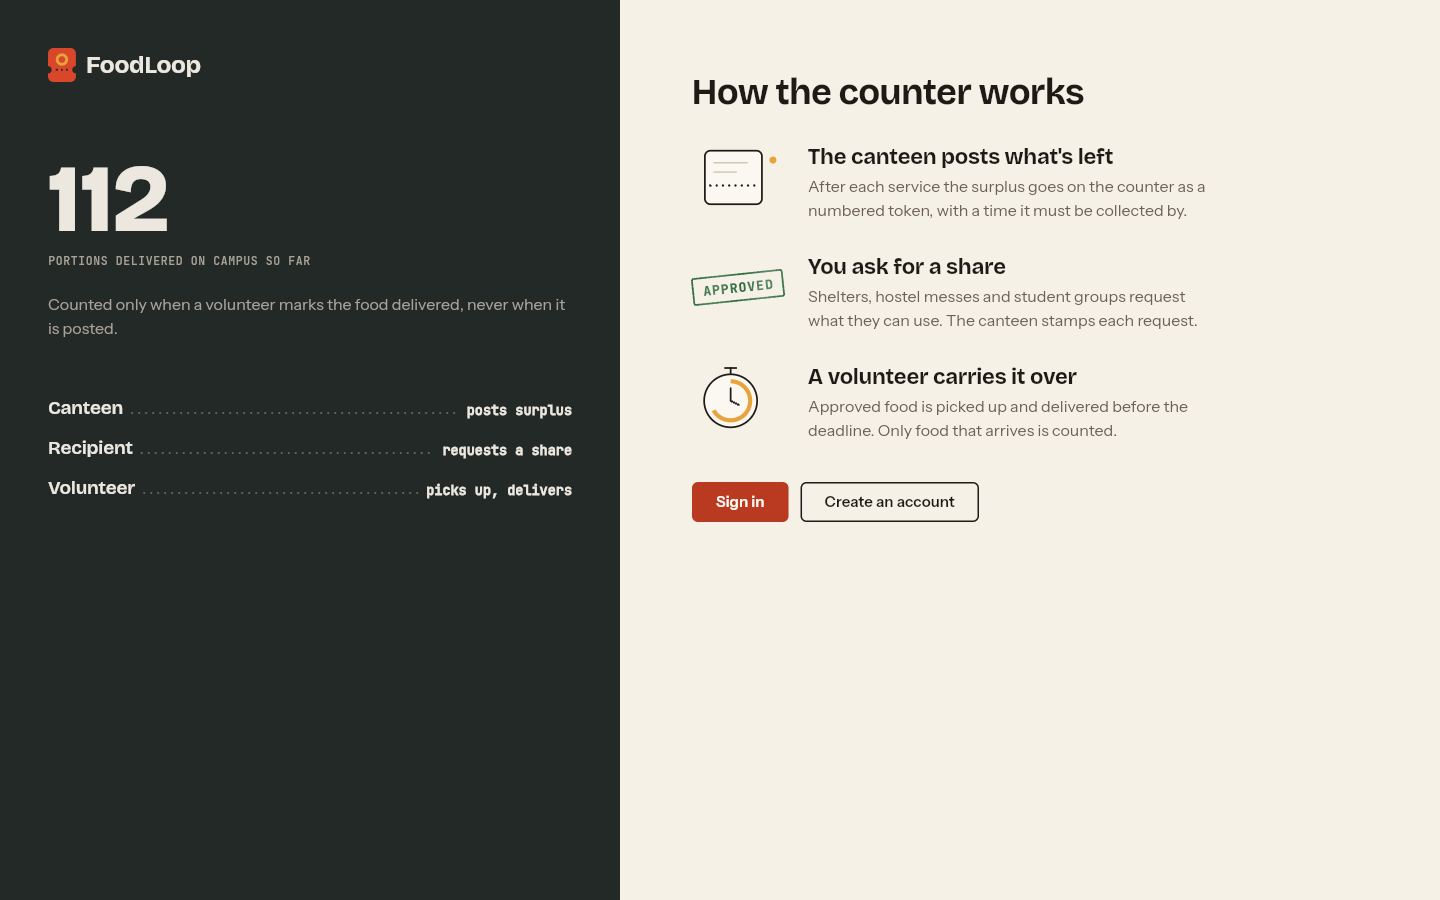 FoodLoop
112
PORTIONS DELIVERED ON CAMPUS SO FAR
Counted only when a volunteer marks the food delivered, never when it
is posted.
Canteen posts surplus
Recipient requests a share
Volunteer picks up, delivers
How the counter works
The canteen posts what's left
After each service the surplus goes on the counter as a
numbered token, with a time it must be collected by.
APPROVED
You ask for a share
Shelters, hostel messes and student groups request
what they can use. The canteen stamps each request.
A volunteer carries it over
Approved food is picked up and delivered before the
deadline. Only food that arrives is counted.
Sign in
Create an account